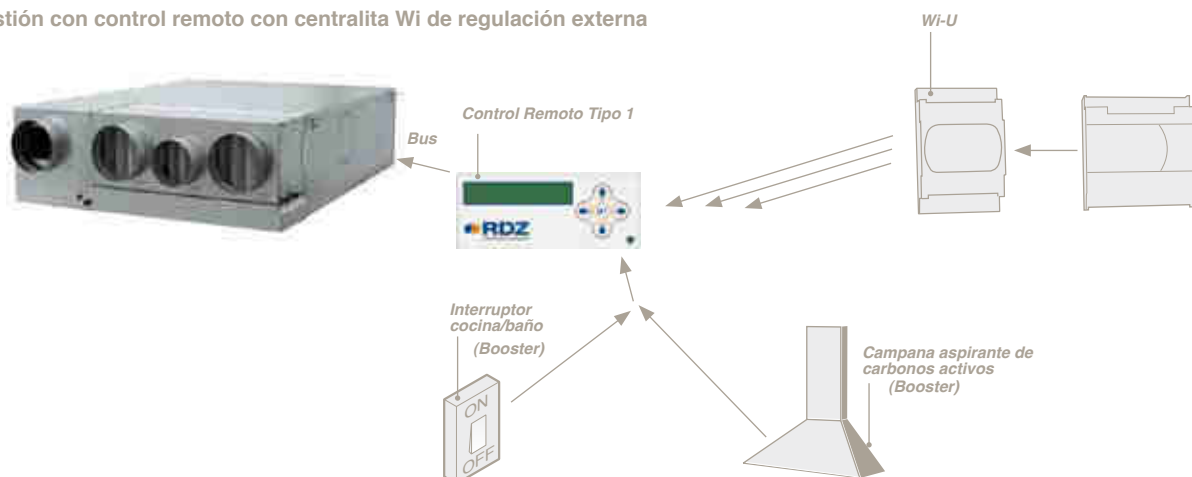 stión con control remoto con centralita Wi de regulación externa
Wi-U
Control Remoto Tipo 1
Bus
RDZ
Interruptor
cocina/baño
(Booster)
ON
OFF
Campana aspirante de
carbonos activos
(Booster)